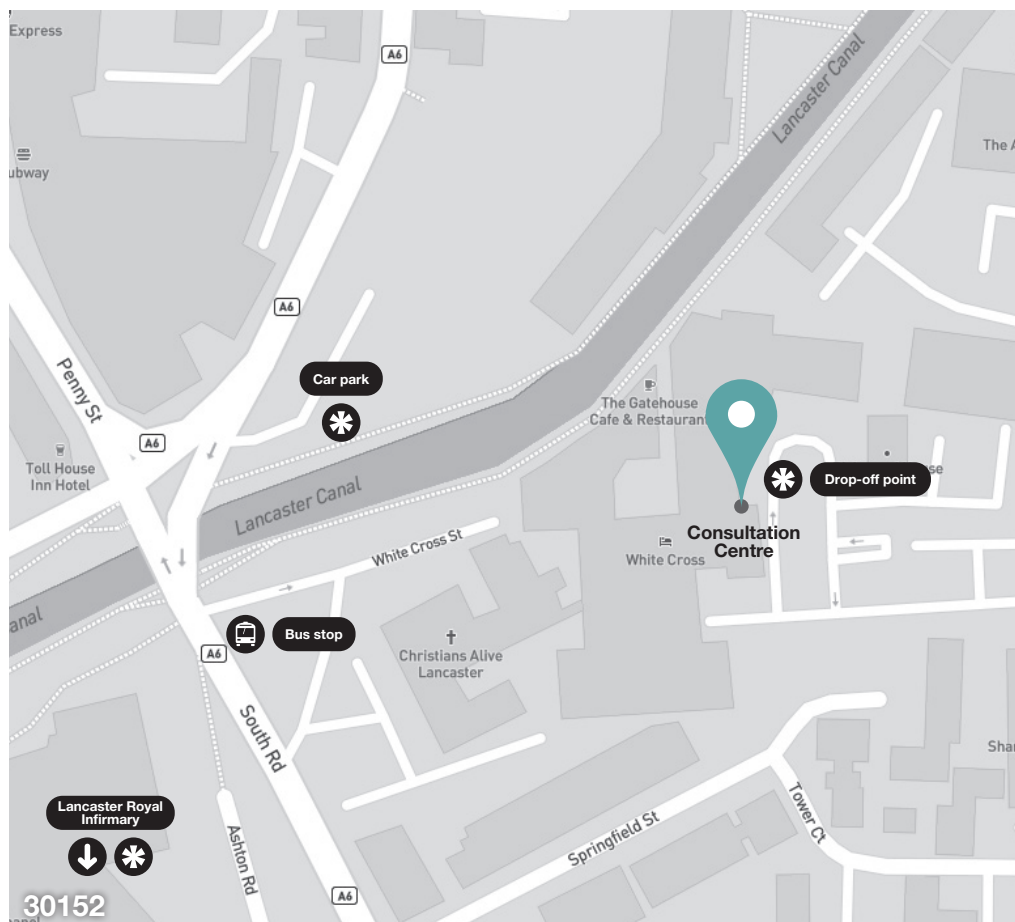 Express
A6
Lancaster Canal
The A
ubway
A6
Penny St
Car park
The Gatehouse
Cafe & Restaurant
A6
Toll House
Inn Hotel
Drop-off point
se
Lancaster Canal
Consultation
Centre
White Cross St
White Cross
anal
Bus stop
A6
Christians Alive
Lancaster
South Rd
Sha
Lancaster Royal
Infirmary
Tower Ct
Springfield St
Ashton Rd
A6
30152